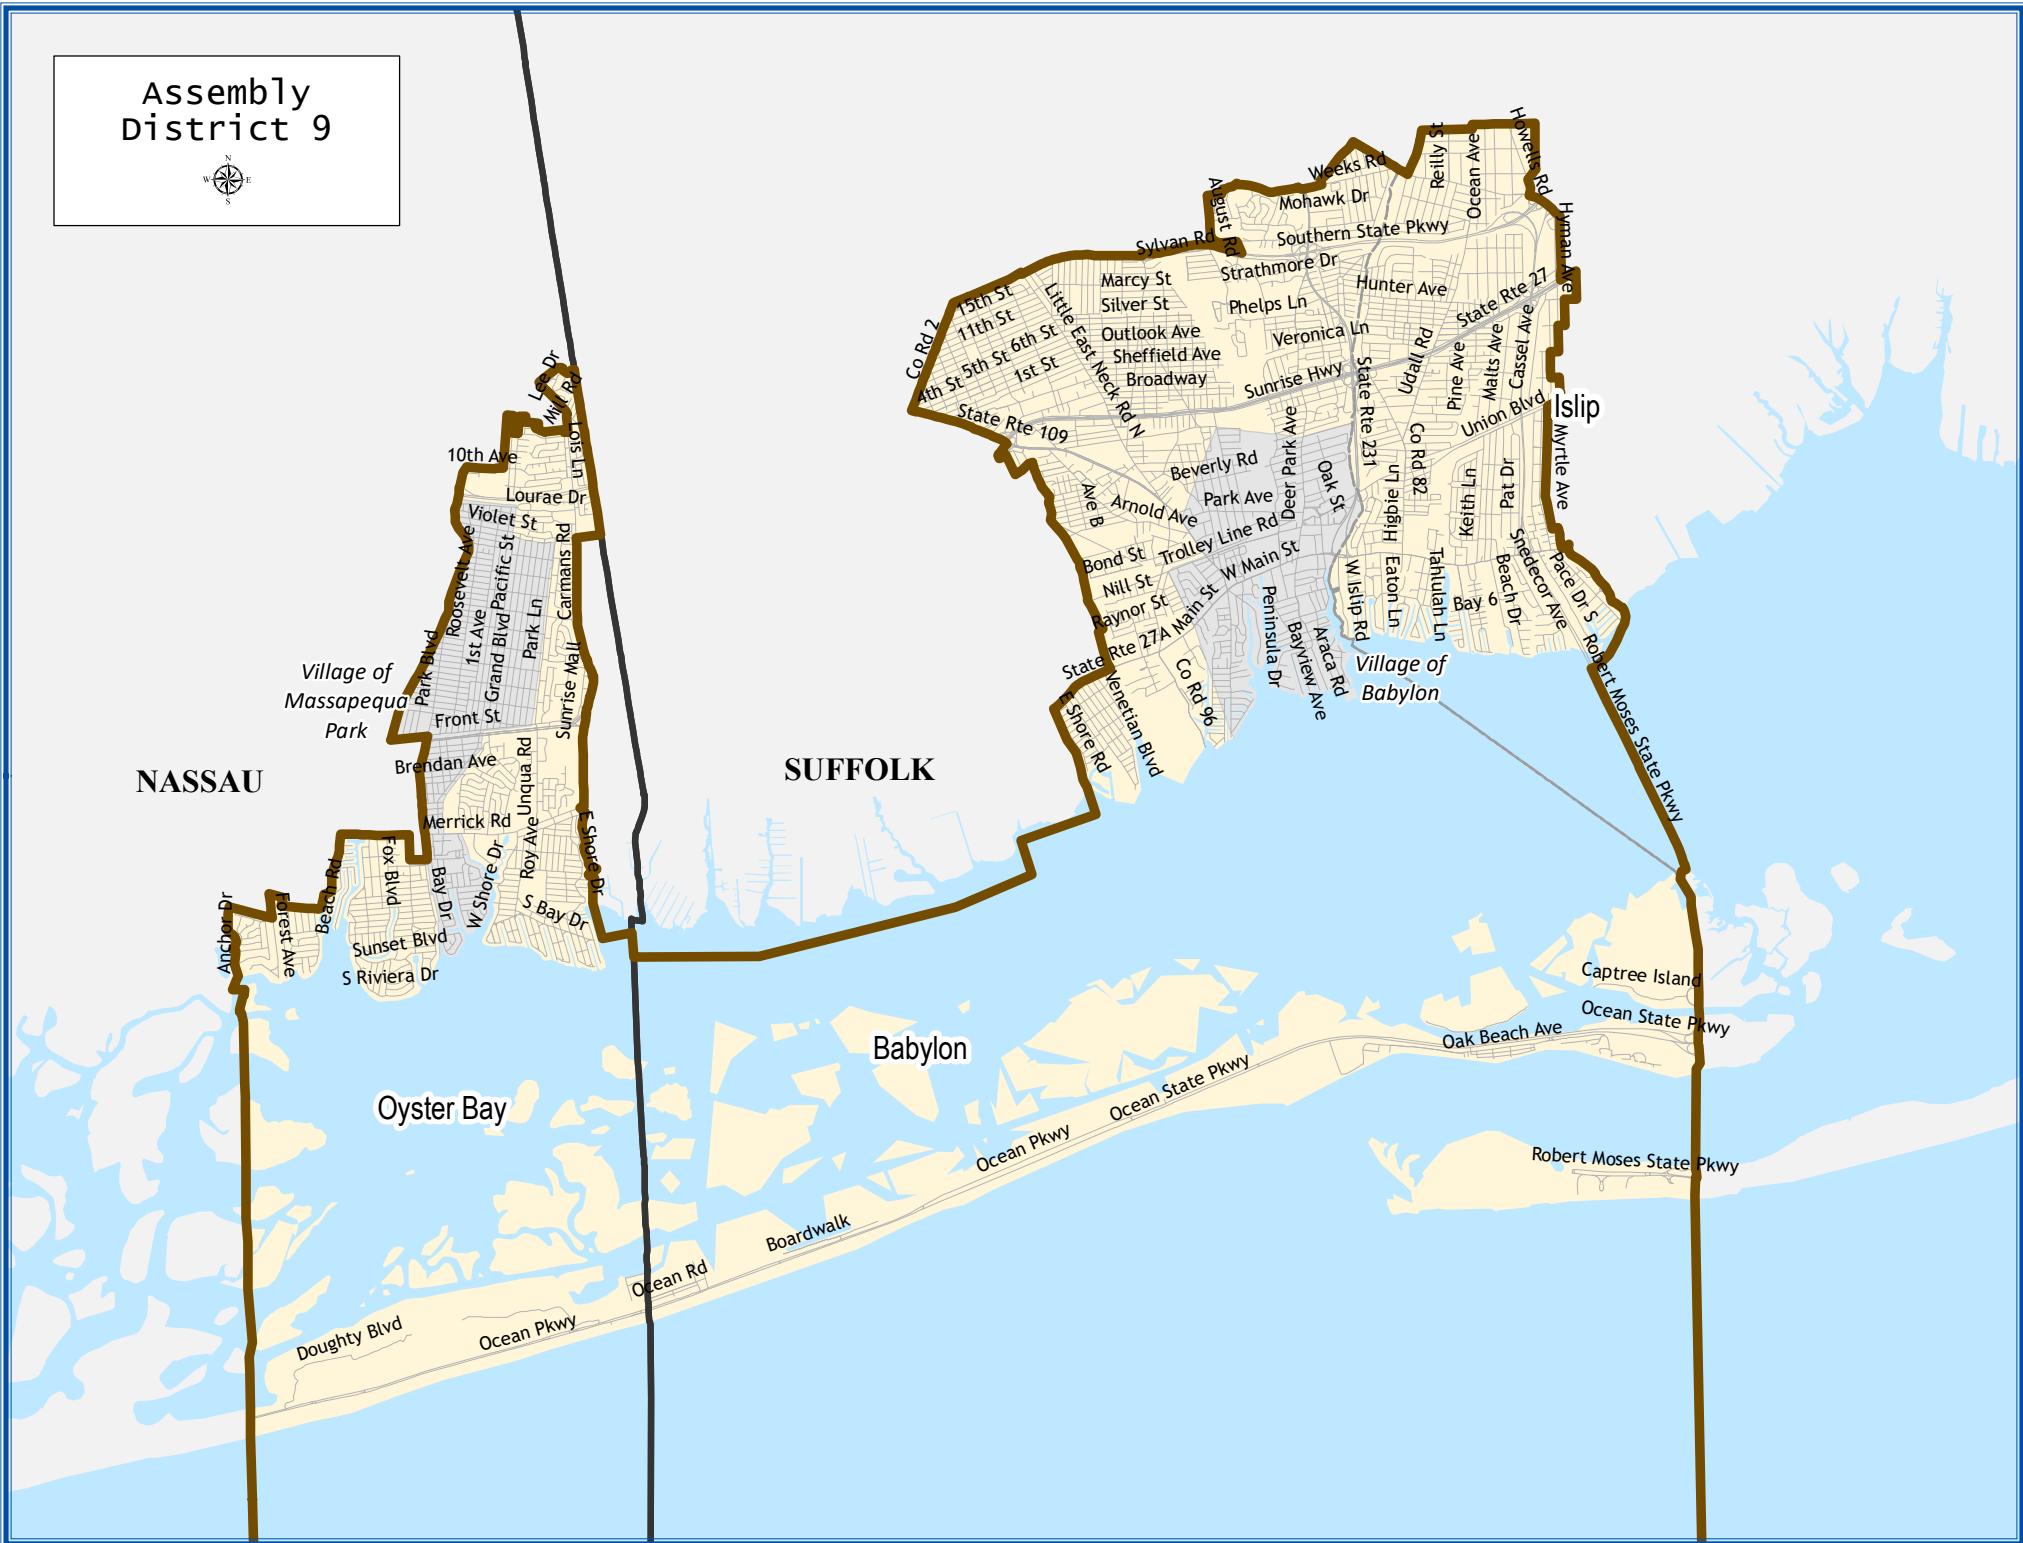 Assembly
District 9
N
W
E
S
Howells Rd
Reilly St
Ocean Ave
Weeks Rd
August Rd
Mohawk Dr
Hyman Ave
Sylvan Rd
Southern State Pkwy
Strathmore Dr
Marcy St
Hunter Ave
State Rte 27
15th St
Little East Neck Rd N
Silver St
Phelps Ln
11th St
Outlook Ave
Veronica Ln
Co Rd 2
6th St
Sheffield Ave
Udall Rd
Pine Ave
Malts Ave
Cassel Ave
5th St
1st St
Broadway
Sunrise Hwy
State Rte 231
4th St
Lee Dr
Mill Rd
State Rte 109
Union Blvd
Islip
Lois Ln
10th Ave
Beverly Rd
Deer Park Ave
Oak St
Co Rd 82
Myrtle Ave
Lourae Dr
Park Ave
Higbie Ln
Keith Ln
Pat Dr
Violet St
Ave B
Arnold Ave
Roosevelt Ave
Pacific St
Carmans Rd
Trolley Line Rd
Bond St
W Main St
Snedecor Ave
Nill St
W Islip Rd
Eaton Ln
Tahlulah Ln
Beach Dr
Pace Dr S
1st Ave
Grand Blvd
Park Ln
Raynor St
Main St
Peninsula Dr
Bay 6
Park Blvd
Sunrise Mall
State Rte 27A
Bayview Ave
Araca Rd
Robert Moses State Pkwy
Village of
Massapequa
Park
Village of
Babylon
Co Rd 96
Venetian Blvd
E Shore Rd
Front St
Brendan Ave
Unqua Rd
NASSAU
SUFFOLK
Merrick Rd
E Shore Dr
Fox Blvd
Roy Ave
Beach Rd
Bay Dr
W Shore Dr
Anchor Dr
Forest Ave
S Bay Dr
Sunset Blvd
S Riviera Dr
Captree Island
Ocean State Pkwy
Oak Beach Ave
Babylon
Ocean State Pkwy
Oyster Bay
Ocean Pkwy
Robert Moses State Pkwy
Boardwalk
Ocean Rd
Doughty Blvd
Ocean Pkwy